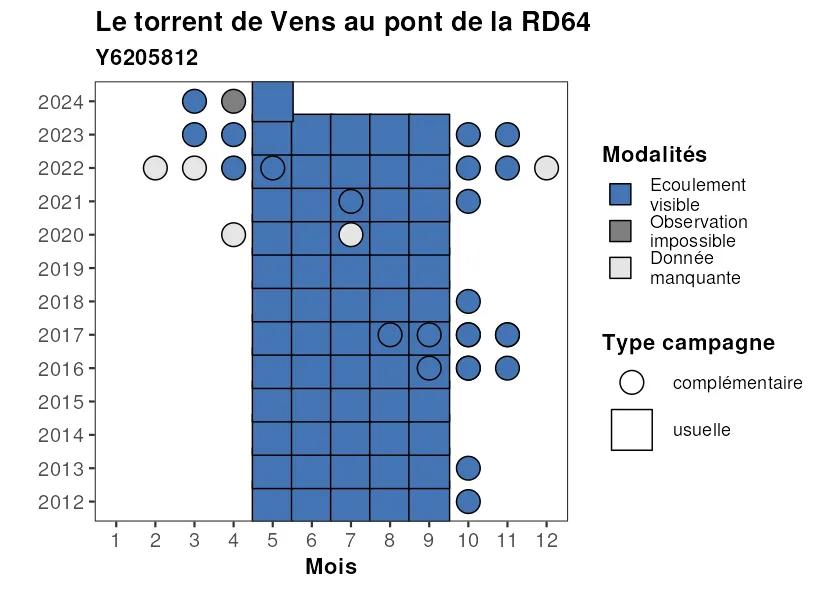 Le torrent de Vens au pont de la RD64
Y6205812
2024
2023
2022
2021
2020
2019
2018
2017
2016
2015
2014
2013
2012
1 2 3 4 5 6 7 8 9 10 11 12
Mois
Modalités
Ecoulement
visible
Observation
impossible
Donnée
manquante
Type campagne
complémentaire
usuelle